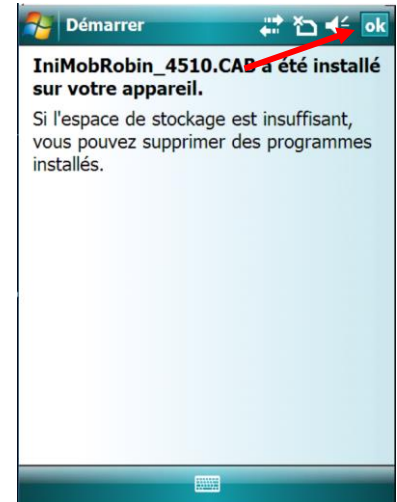 Démarrer ok
IniMobRobin_4510.CAB a été installé
sur votre appareil.
Si l'espace de stockage est insuffisant,
vous pouvez supprimer des programmes
installés.